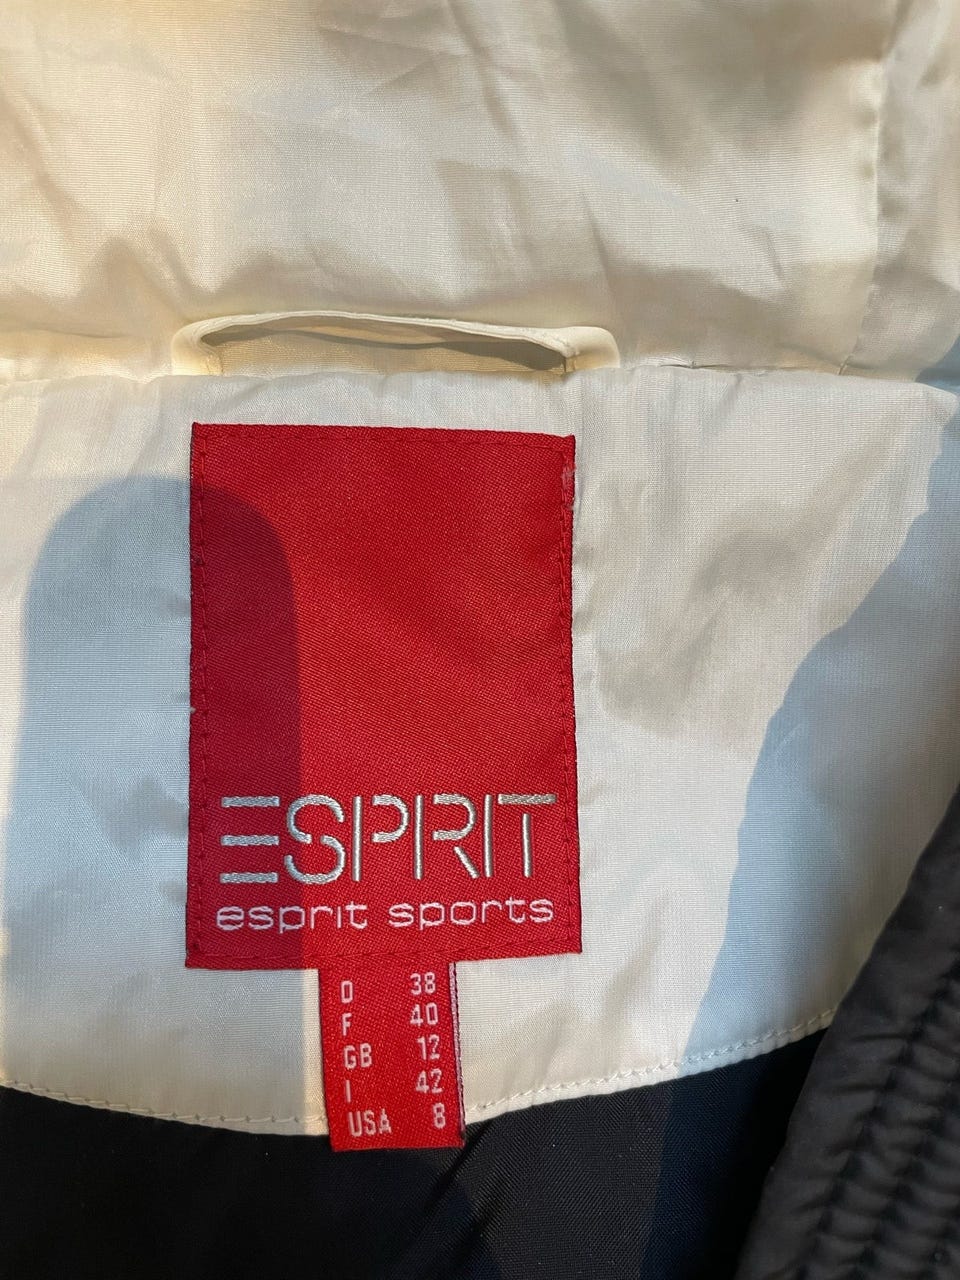 ESPRIT
esprit sports
D 38
F 40
GB 12
I 42
USA 8